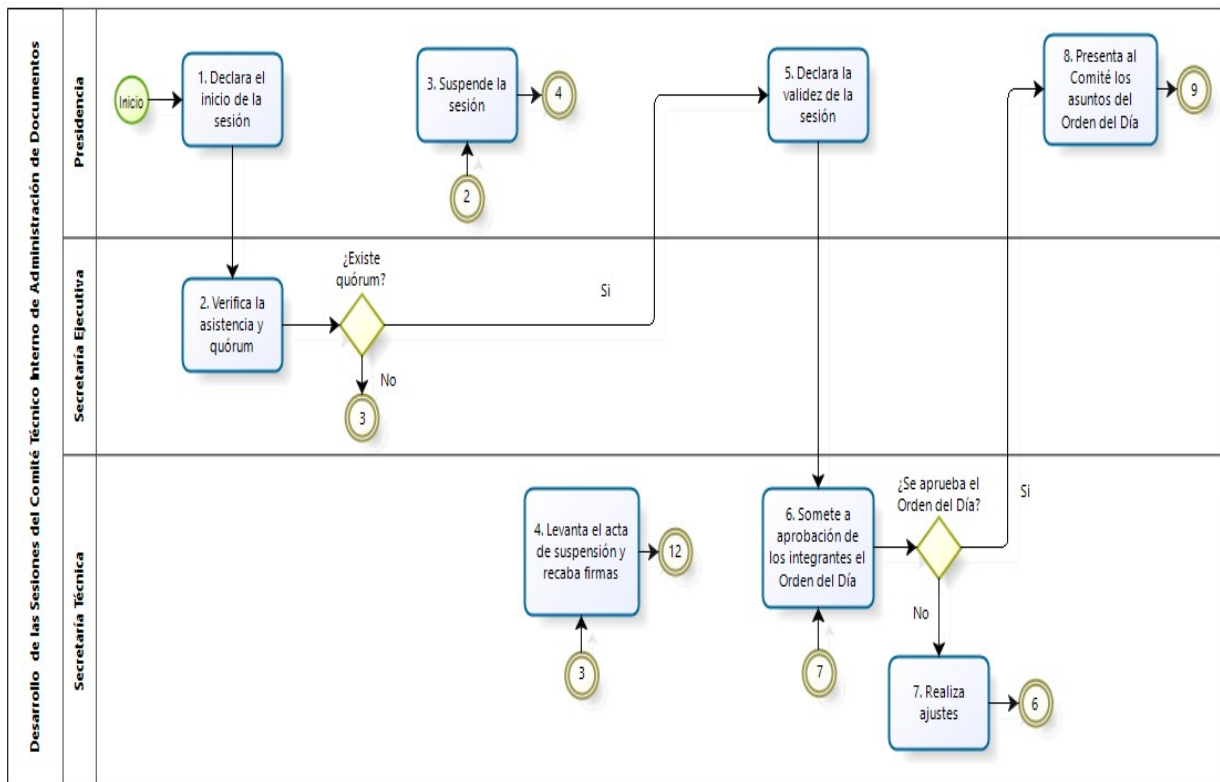 Desarrollo de las Sesiones del Comité Técnico Interno de Administración de Documentos
Presidencia
Inicio
1. Declara el
inicio de la
sesión
3. Suspende la
sesión
4
2
5. Declara la
validez de la
sesión
8. Presenta al
Comité los
asuntos del
Orden del Día
9
Secretaría Ejecutiva
2. Verifica la
asistencia y
quórum
¿Existe
quórum?
Si
No
3
Secretaría Técnica
4. Levanta el acta
de suspensión y
recaba firmas
12
3
6. Somete a
aprobación de
los integrantes el
Orden del Día
7
¿Se aprueba el
Orden del Día?
Si
No
7. Realiza
ajustes
6